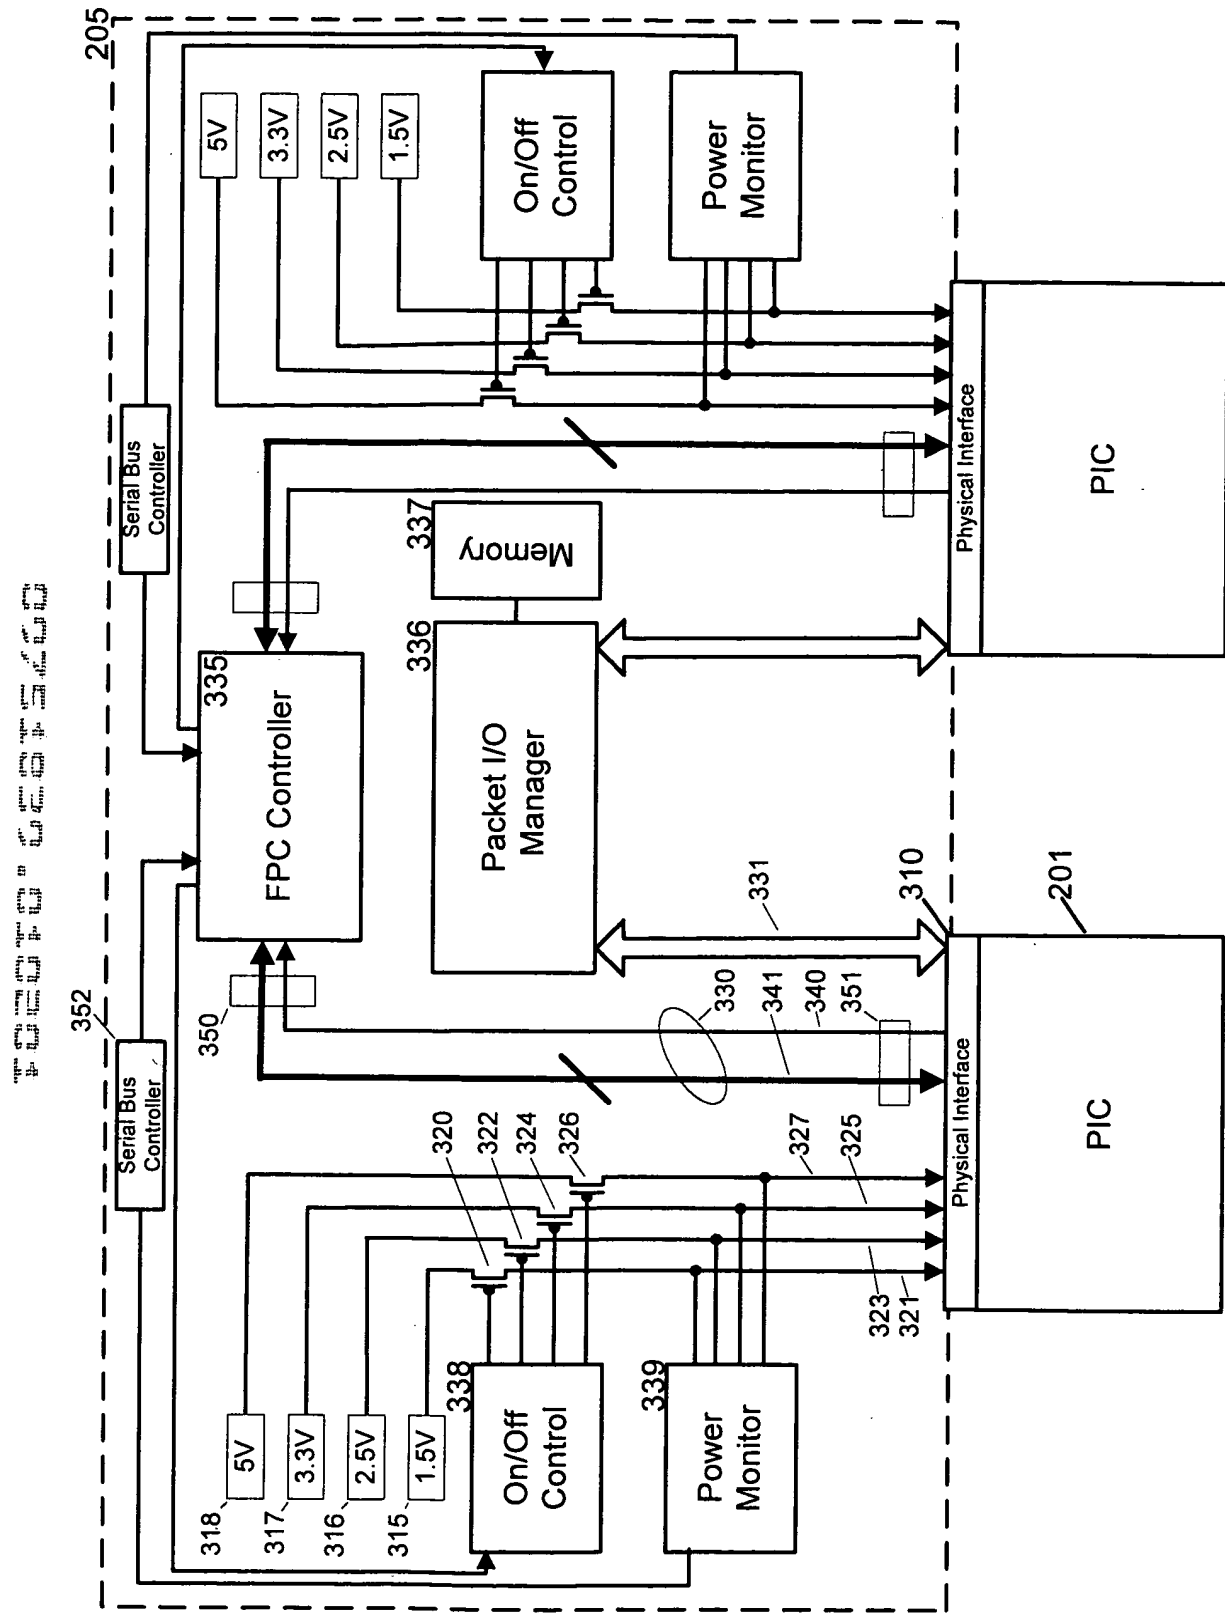 205
352
Serial Bus
Controller
Serial Bus
Controller
318
5V
317
3.3V
316
2.5V
315
1.5V
350
335
FPC Controller
5V
3.3V
2.5V
1.5V
338
On/Off
Control
320
322
324
326
330
341
340
351
336
Packet I/O
Manager
337
Memory
On/Off
Control
339
Power
Monitor
327
325
323
321
331
310
201
Power
Monitor
Physical Interface
PIC
Physical Interface
PIC